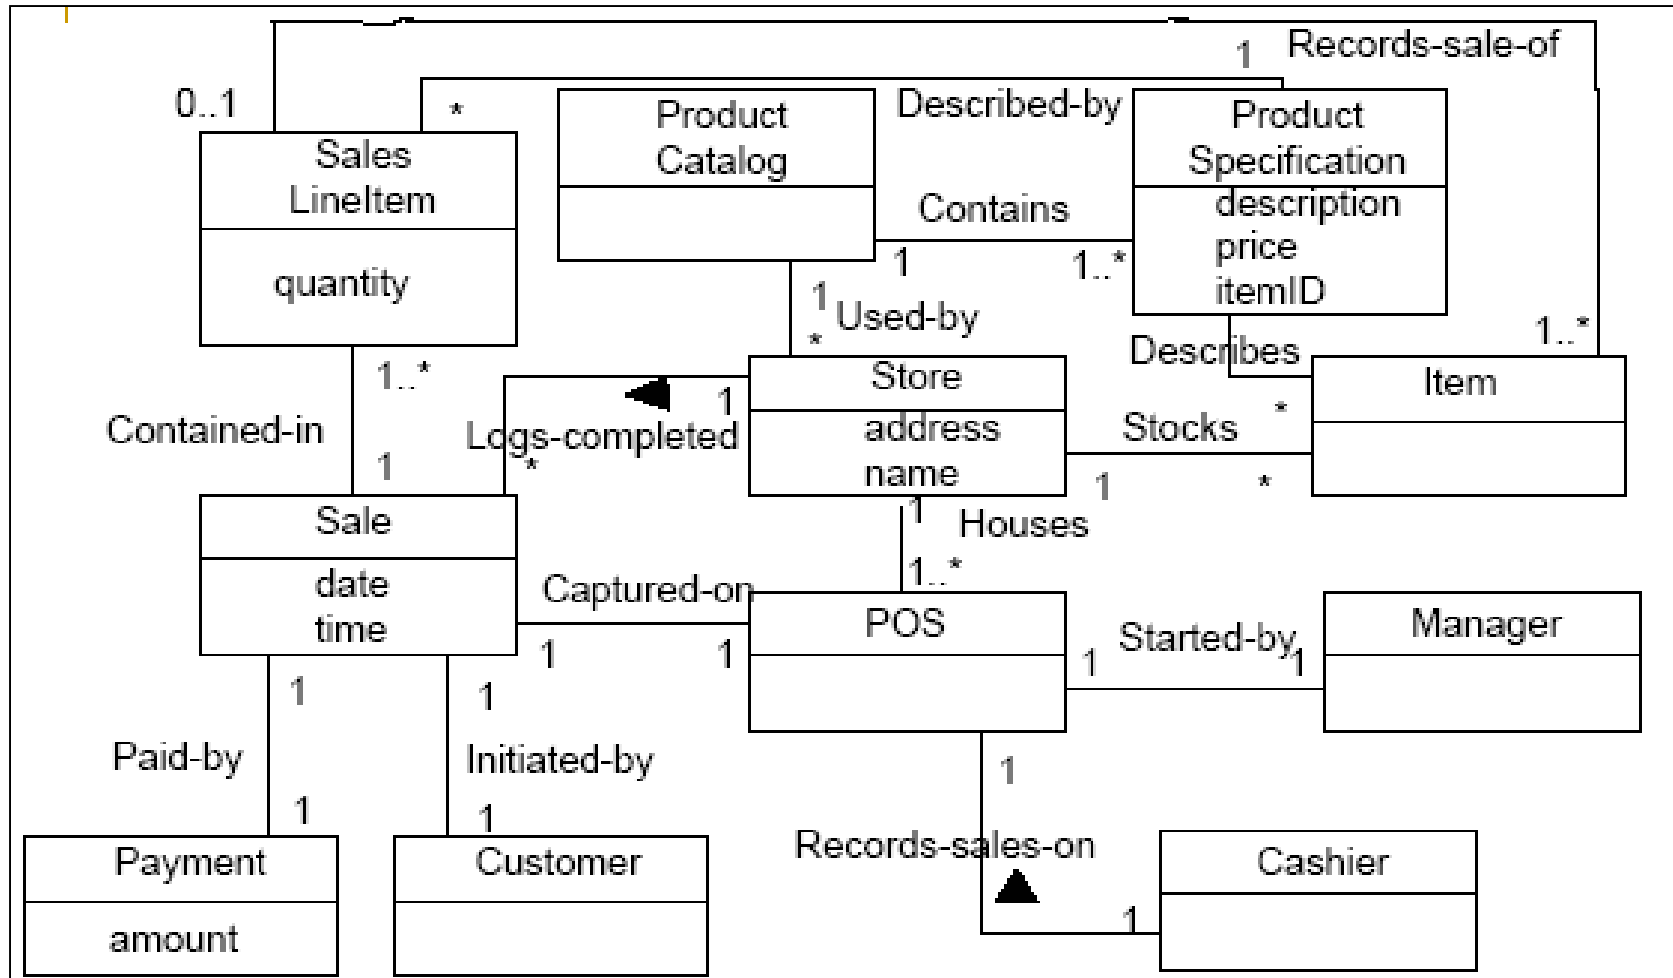 Records-sale-of
1
0..1
*
Described-by
Product
Catalog
Product
Specification
description
price
itemID
Sales
LineItem
quantity
Contains
1
1..*
1
Used-by
*
1..*
Describes
*
Item
1..*
Contained-in
1
Logs-completed
1
*
Store
address
name
Stocks
1
*
1
Houses
1..*
Sale
date
time
Captured-on
1
1
POS
Started-by
1
1
Manager
1
Paid-by
1
1
Initiated-by
1
1
Records-sales-on
1
Payment
amount
Customer
Cashier